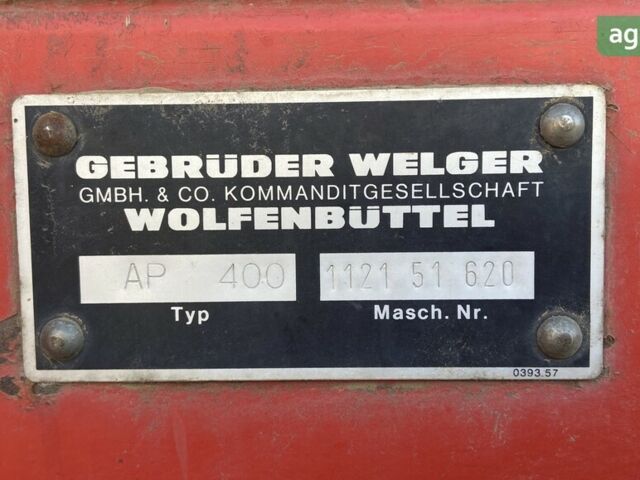 ag
GEBRÜDER WELGER
GMBH. & CO. KOMMANDITGESELLSCHAFT
WOLFENBÜTTEL
AP 400 1121 51 620
Typ Masch. Nr.
0393.57